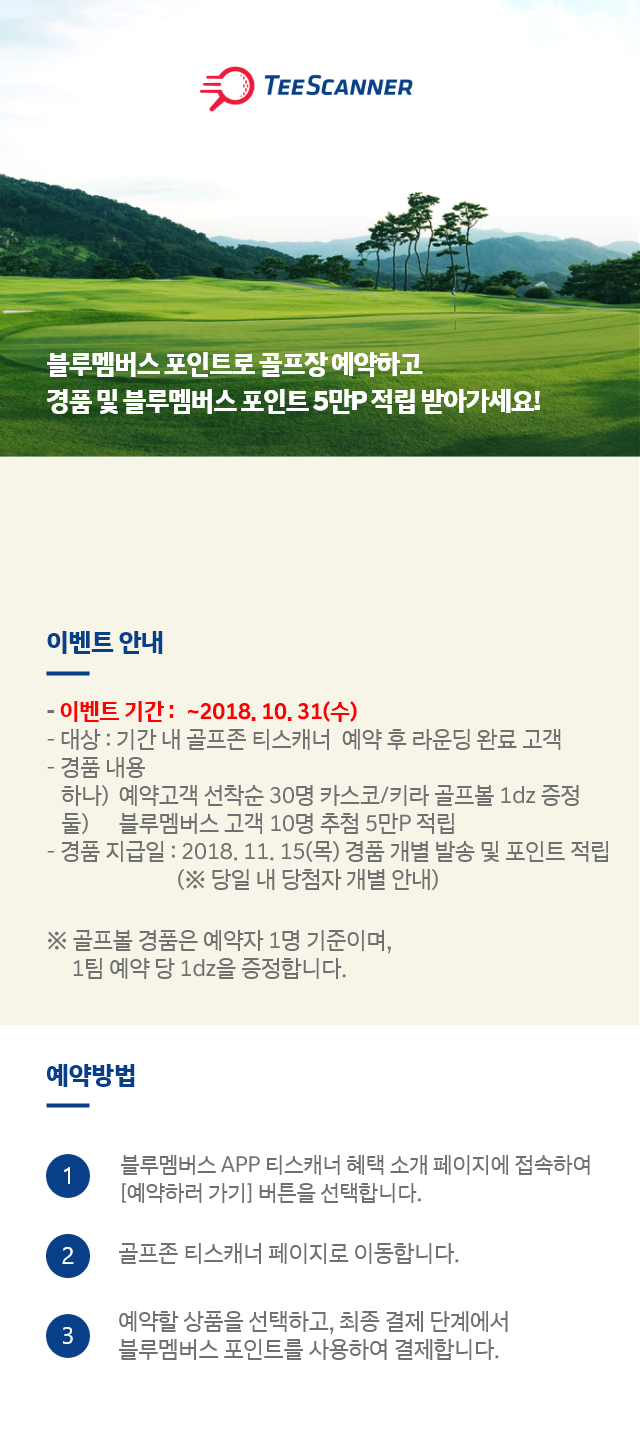 TEESCANNER
블루멤버스 포인트로 골프장 예약하고
경품 및 블루멤버스 포인트 5만P 적립 받아가세요!
이벤트 안내
- 이벤트 기간 : ~2018. 10. 31(수)
- 대상 : 기간 내 골프존 티스캐너 예약 후 라운딩 완료 고객
- 경품 내용
하나) 예약고객 선착순 30명 카스코/키라 골프볼 1dz 증정
둘) 블루멤버스 고객 10명 추첨 5만P 적립
- 경품 지급일 : 2018. 11. 15(목) 경품 개별 발송 및 포인트 적립
(※ 당일 내 당첨자 개별 안내)
※ 골프볼 경품은 예약자 1명 기준이며,
1팀 예약 당 1dz을 증정합니다.
예약방법
1 블루멤버스 APP 티스캐너 혜택 소개 페이지에 접속하여
[예약하러 가기] 버튼을 선택합니다.
2 골프존 티스캐너 페이지로 이동합니다.
3 예약할 상품을 선택하고, 최종 결제 단계에서
블루멤버스 포인트를 사용하여 결제합니다.